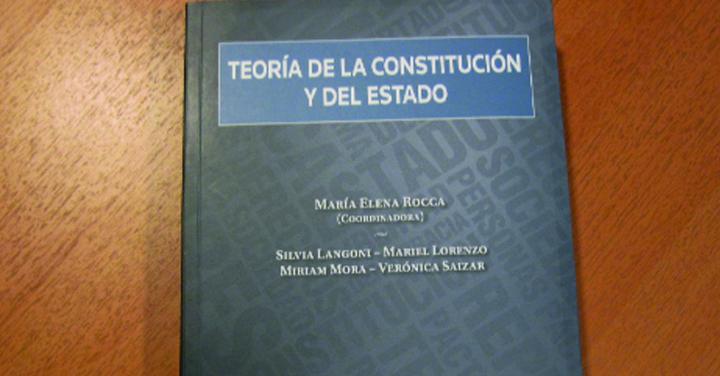 TEORÍA DE LA CONSTITUCIÓN
Y DEL ESTADO
MARÍA ELENA ROCCA
(COORDINADORA)
SILVIA LANGONI – MARIEL LORENZO
MIRIAM MORA – VERÓNICA SAIZAR